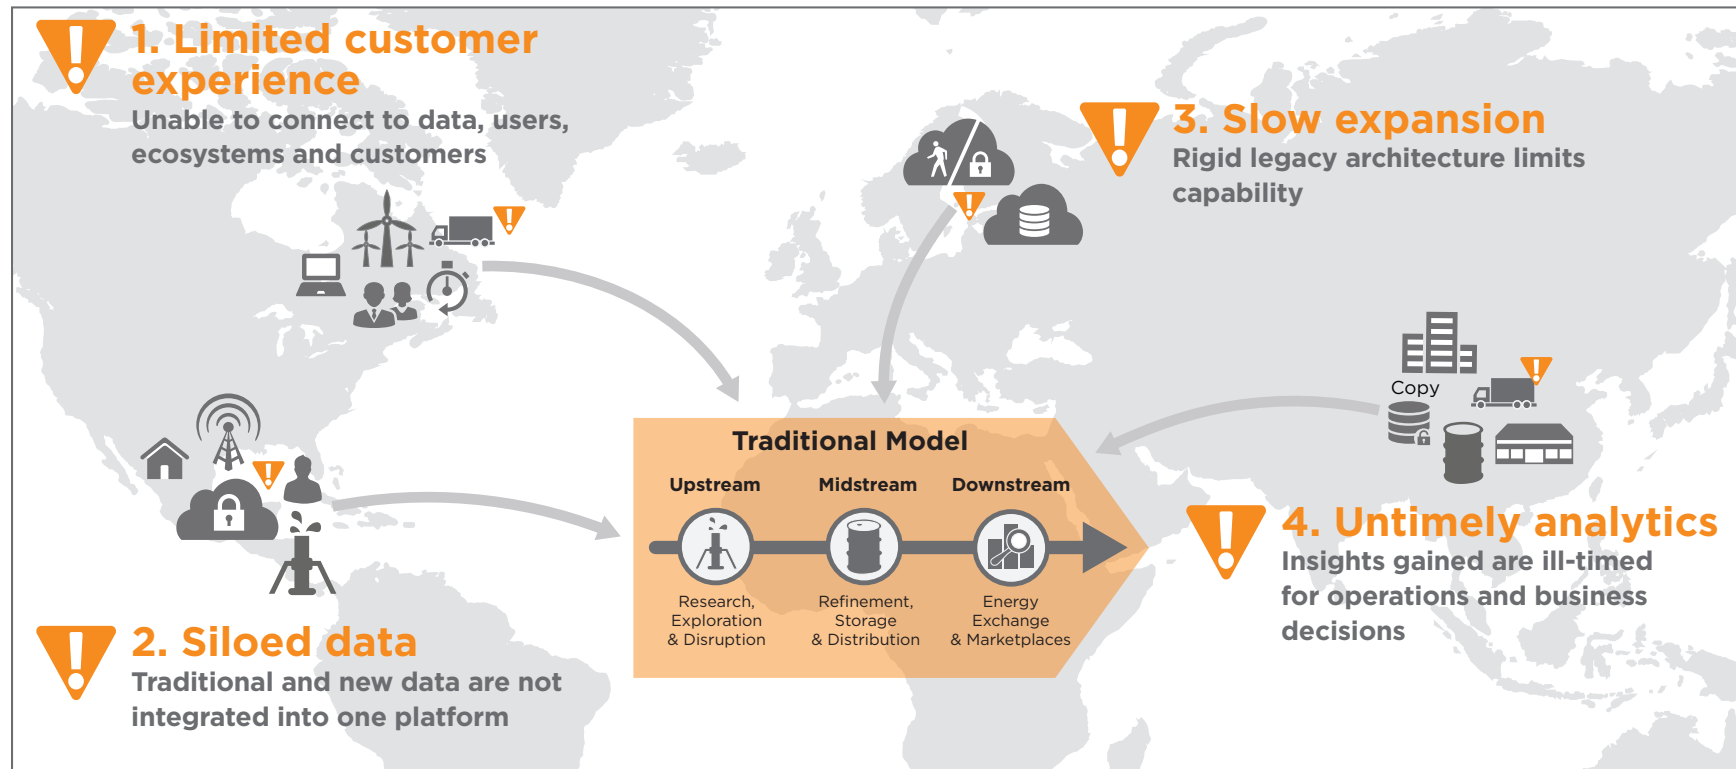 1. Limited customer
experience
Unable to connect to data, users,
ecosystems and customers
2. Siloed data
Traditional and new data are not
integrated into one platform
3. Slow expansion
Rigid legacy architecture limits
capability
Copy
4. Untimely analytics
Insights gained are ill-timed
for operations and business
decisions
Traditional Model
Upstream
Midstream
Downstream
Research,
Exploration
& Disruption
Refinement,
Storage
& Distribution
Energy
Exchange
& Marketplaces